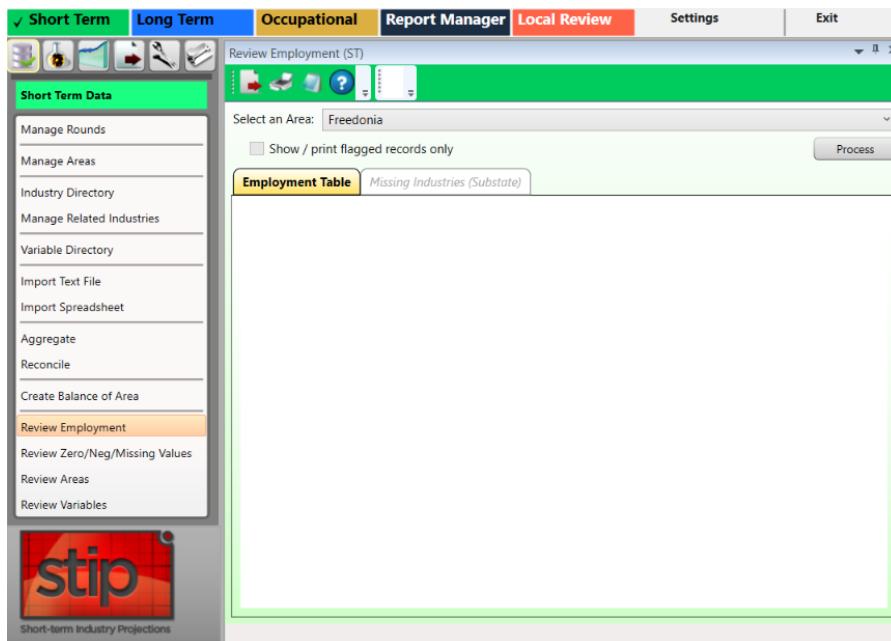 ✓ Short Term Long Term Occupational Report Manager Local Review Settings Exit
Review Employment (ST)
Short Term Data
Select an Area: Freedonia
Show / print flagged records only
Process
Employment Table Missing Industries (Substate)
Manage Rounds
Manage Areas
Industry Directory
Manage Related Industries
Variable Directory
Import Text File
Import Spreadsheet
Aggregate
Reconcile
Create Balance of Area
Review Employment
Review Zero/Neg/Missing Values
Review Areas
Review Variables
stip
Short-term Industry Projections